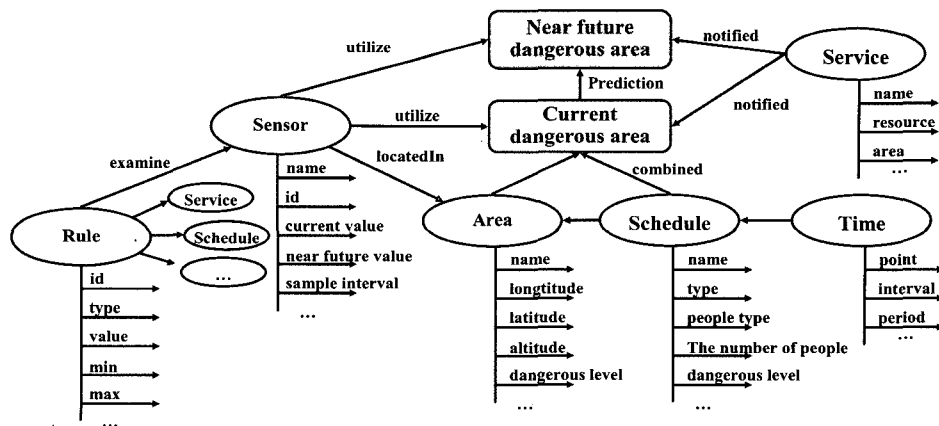 Near future
dangerous area
notified
utilize
Service
Prediction
name
notified
resource
area
...
Sensor
utilize
Current
dangerous area
examine
locatedIn
combined
name
id
current value
near future value
sample interval
...
Service
Rule
Schedule
...
id
type
value
min
max
...
Area
Schedule
Time
name
longtitude
latitude
altitude
dangerous level
...
name
type
people type
The number of people
dangerous level
...
point
interval
period
...